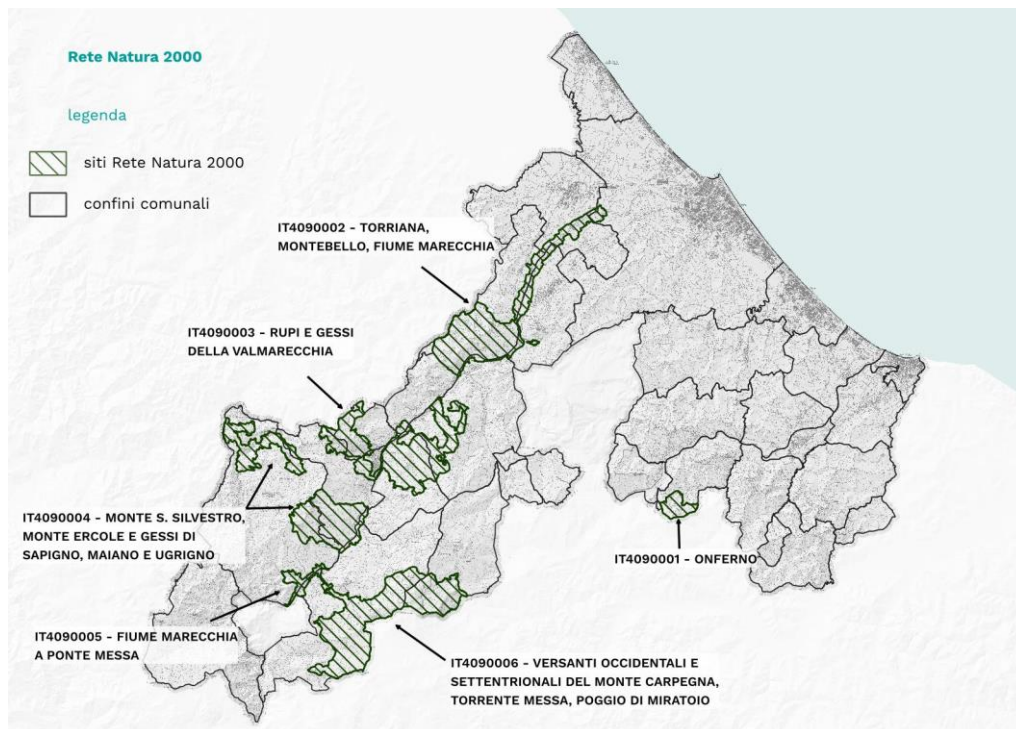 Rete Natura 2000
legenda
siti Rete Natura 2000
confini comunali
IT4090002 - TORRIANA,
MONTEBELLO, FIUME MARECCHIA
IT4090003 - RUPI E GESSI
DELLA VALMARECCHIA
IT4090004 - MONTE S. SILVESTRO,
MONTE ERCOLE E GESSI DI
SAPIGNO, MAIANO E UGRIGNO
IT4090001 - ONFERNO
IT4090005 - FIUME MARECCHIA
A PONTE MESSA
IT4090006 - VERSANTI OCCIDENTALI E
SETTENTRIONALI DEL MONTE CARPEGNA,
TORRENTE MESSA, POGGIO DI MIRATOIO